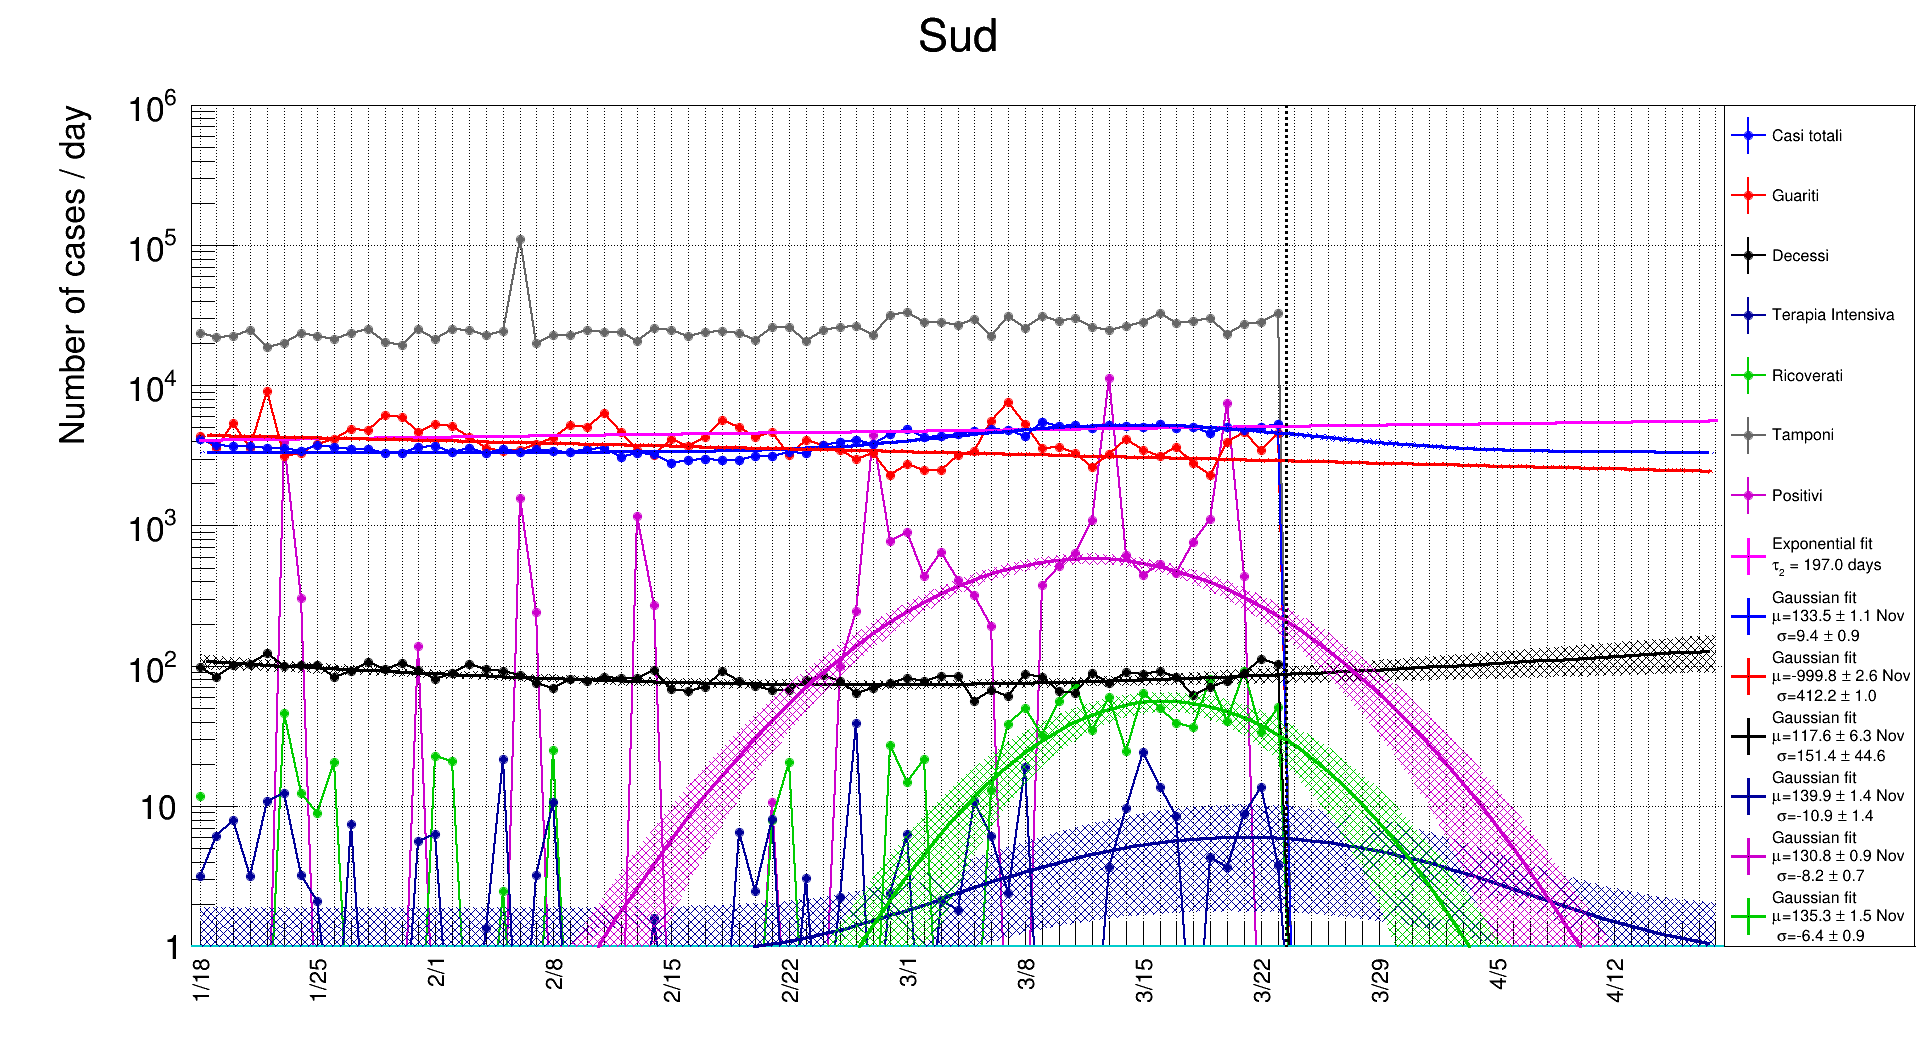 Sud
Number of cases / day
10^6
10^5
10^4
10^3
10^2
10
1
1/18
1/25
2/1
2/8
2/15
2/22
3/1
3/8
3/15
3/22
3/29
4/5
4/12
Casi totali
Guariti
Decessi
Terapia Intensiva
Ricoverati
Tamponi
Positivi
Exponential fit
τ_2 = 197.0 days
Gaussian fit
μ=133.5 ± 1.1 Nov
σ=9.4 ± 0.9
Gaussian fit
μ=-999.8 ± 2.6 Nov
σ=412.2 ± 1.0
Gaussian fit
μ=117.6 ± 6.3 Nov
σ=151.4 ± 44.6
Gaussian fit
μ=139.9 ± 1.4 Nov
σ=-10.9 ± 1.4
Gaussian fit
μ=130.8 ± 0.9 Nov
σ=-8.2 ± 0.7
Gaussian fit
μ=135.3 ± 1.5 Nov
σ=-6.4 ± 0.9